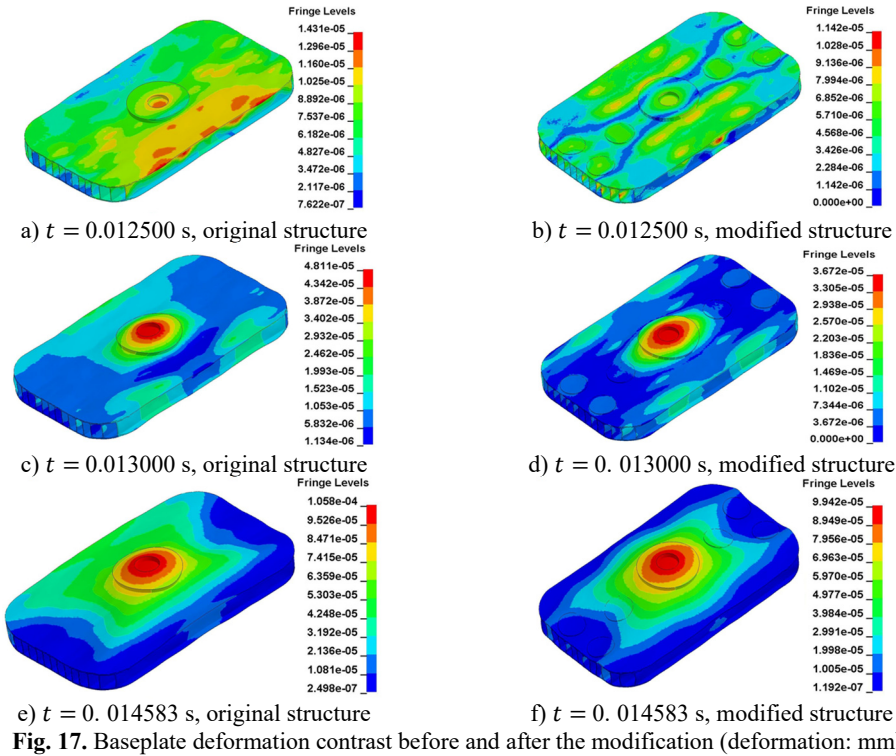 Fringe Levels
1.431e-05
1.296e-05
1.160e-05
1.025e-05
8.892e-06
7.537e-06
6.182e-06
4.827e-06
3.472e-06
2.117e-06
7.622e-07
a) t = 0.012500 s, original structure
Fringe Levels
1.142e-05
1.028e-05
9.136e-06
7.994e-06
6.852e-06
5.710e-06
4.568e-06
3.426e-06
2.284e-06
1.142e-06
0.000e+00
b) t = 0.012500 s, modified structure
Fringe Levels
4.811e-05
4.342e-05
3.872e-05
3.402e-05
2.932e-05
2.462e-05
1.993e-05
1.523e-05
1.053e-05
5.832e-06
1.134e-06
c) t = 0.013000 s, original structure
Fringe Levels
3.672e-05
3.305e-05
2.938e-05
2.570e-05
2.203e-05
1.836e-05
1.469e-05
1.102e-05
7.344e-06
3.672e-06
0.000e+00
d) t = 0. 013000 s, modified structure
Fringe Levels
1.058e-04
9.526e-05
8.471e-05
7.415e-05
6.359e-05
5.303e-05
4.248e-05
3.192e-05
2.136e-05
1.081e-05
2.498e-07
e) t = 0. 014583 s, original structure
Fringe Levels
9.942e-05
8.949e-05
7.956e-05
6.963e-05
5.970e-05
4.977e-05
3.984e-05
2.991e-05
1.998e-05
1.005e-05
1.192e-07
f) t = 0. 014583 s, modified structure
Fig. 17. Baseplate deformation contrast before and after the modification (deformation: mm